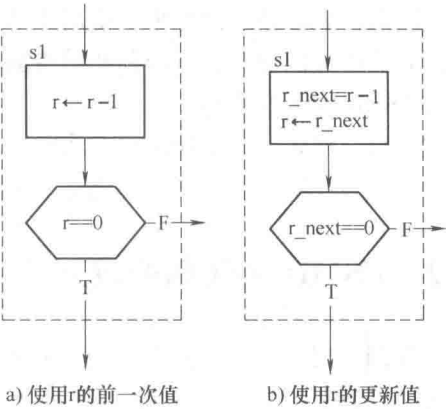 s1
r ← r-1
r==0
F
T
a) 使用r的前一次值
s1
r_next=r-1
r ← r_next
r_next==0
F
T
b) 使用r的更新值